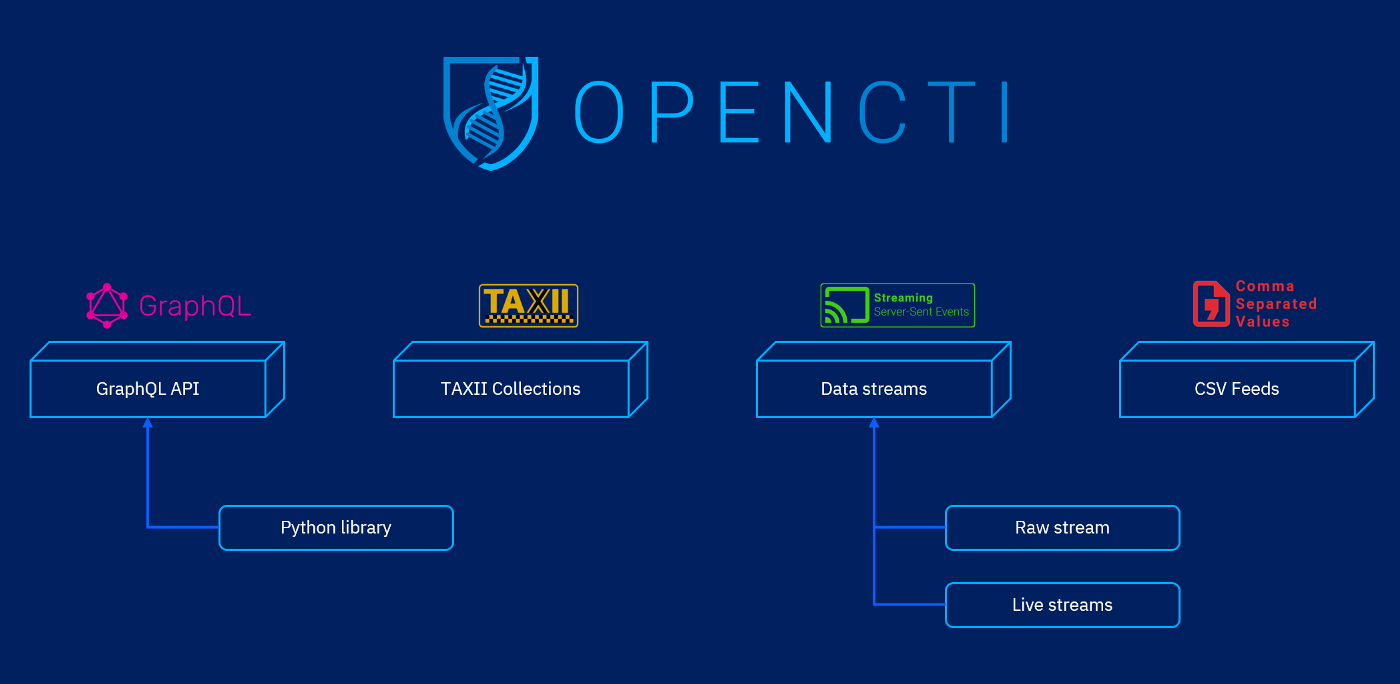 OPENCTI
GraphQL
TAXII
Streaming
Server-Sent Events
Comma
Separated
Values
GraphQL API
TAXII Collections
Data streams
CSV Feeds
Python library
Raw stream
Live streams